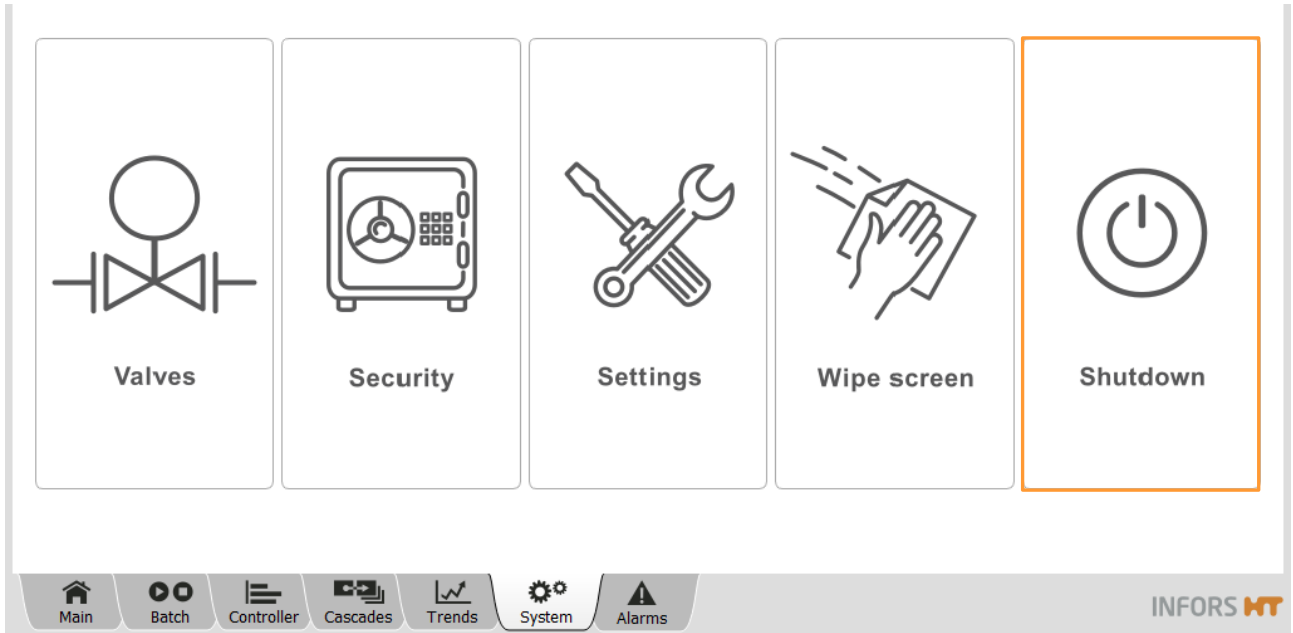 Valves
Security
Settings
Wipe screen
Shutdown
Main
Batch
Controller
Cascades
Trends
System
Alarms
INFORS HT